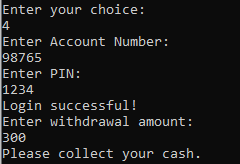 Enter your choice:
4
Enter Account Number:
98765
Enter PIN:
1234
Login successful!
Enter withdrawal amount:
300
Please collect your cash.